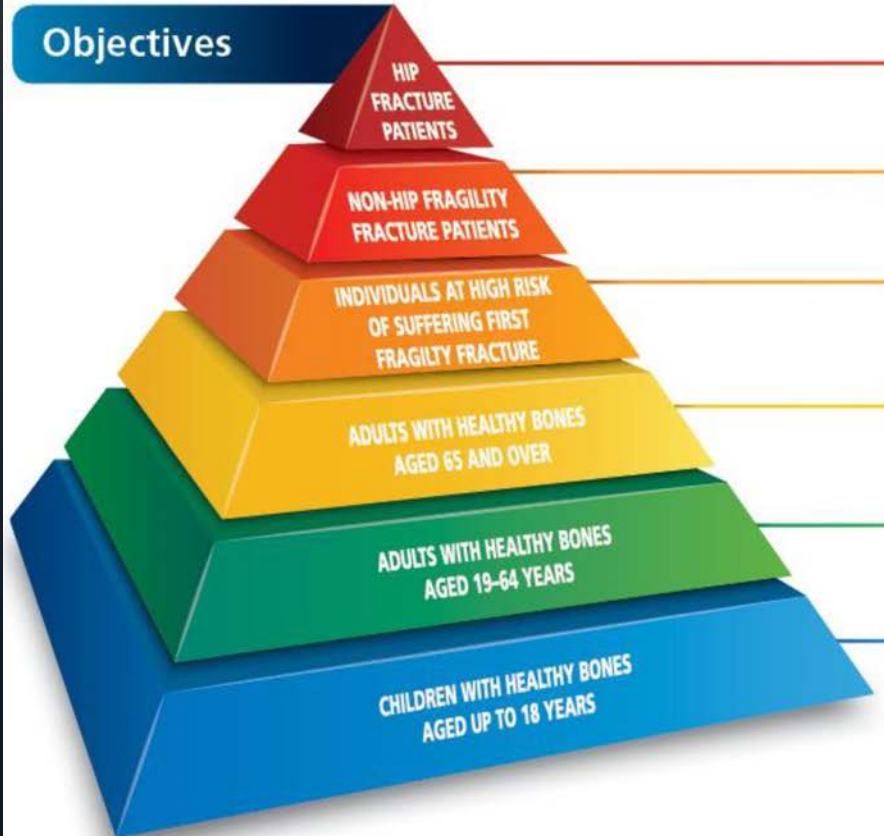 Objectives
HIP
FRACTURE
PATIENTS
NON-HIP FRAGILITY
FRACTURE PATIENTS
INDIVIDUALS AT HIGH RISK
OF SUFFERING FIRST
FRAGILTY FRACTURE
ADULTS WITH HEALTHY BONES
AGED 65 AND OVER
ADULTS WITH HEALTHY BONES
AGED 19–64 YEARS
CHILDREN WITH HEALTHY BONES
AGED UP TO 18 YEARS